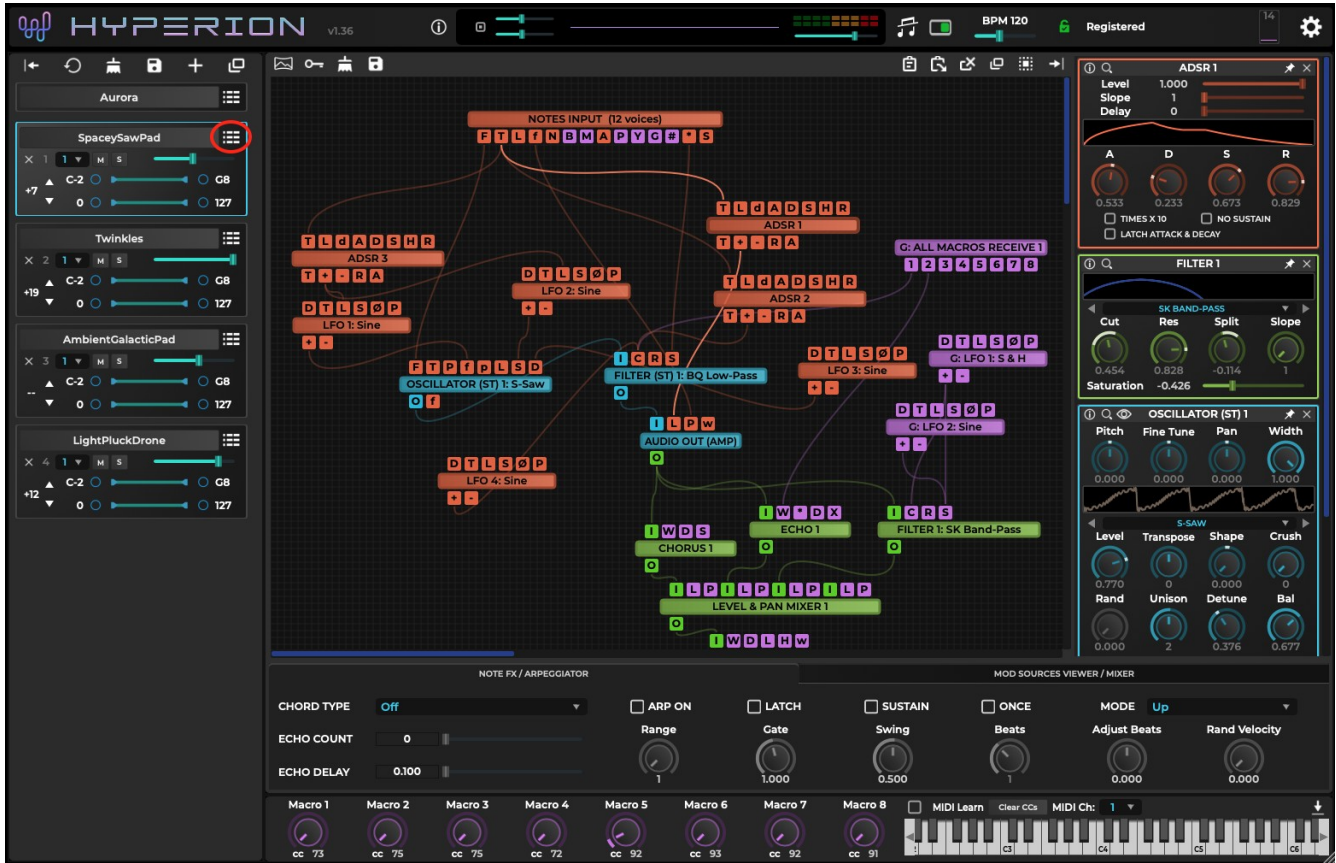 HYPERION v1.36 BPM 120 Registered 14
Aurora
SpaceySawPad
× 1 1 M S
+7 C-2 G8
0 127
Twinkles
× 2 1 M S
+19 C-2 G8
0 127
AmbientGalacticPad
× 3 1 M S
-- C-2 G8
0 127
LightPluckDrone
× 4 1 M S
+12 C-2 G8
0 127
NOTES INPUT (12 voices)
F T L f N B M A P Y G # * S
T L d A D S H R
ADSR 1
T + - R A
G: ALL MACROS RECEIVE 1
1 2 3 4 5 6 7 8
T L d A D S H R
ADSR 3
T + - R A
D T L S Ø P
LFO 2: Sine
+ -
T L d A D S H R
ADSR 2
T + - R A
D T L S Ø P
LFO 1: Sine
+ -
F T P f p L S D
OSCILLATOR (ST) 1: S-Saw
O f
I C R S
FILTER (ST) 1: BQ Low-Pass
O
D T L S Ø P
LFO 3: Sine
+ -
D T L S Ø P
G: LFO 1: S & H
+ -
D T L S Ø P
G: LFO 2: Sine
+ -
I L P w
AUDIO OUT (AMP)
O
D T L S Ø P
LFO 4: Sine
+ -
I W D S
CHORUS 1
O
I W * D X
ECHO 1
O
I C R S
FILTER 1: SK Band-Pass
O
I L P I L P I L P I L P
LEVEL & PAN MIXER 1
O
I W D L H w
ADSR 1
Level 1.000
Slope 1
Delay 0
A D S R
0.533 0.233 0.673 0.829
TIMES X 10 NO SUSTAIN
LATCH ATTACK & DECAY
FILTER 1
SK BAND-PASS
Cut Res Split Slope
0.454 0.828 -0.114 1
Saturation -0.426
OSCILLATOR (ST) 1
Pitch Fine Tune Pan Width
0.000 0.000 0.000 1.000
S-SAW
Level Transpose Shape Crush
0.770 0 0.000 0
Rand Unison Detune Bal
0.000 2 0.376 0.677
NOTE FX / ARPEGGIATOR MOD SOURCES VIEWER / MIXER
CHORD TYPE Off ARP ON LATCH SUSTAIN ONCE MODE Up
ECHO COUNT 0 Range Gate Swing Beats Adjust Beats Rand Velocity
ECHO DELAY 0.100 1 1.000 0.500 1 0.000 0.000
Macro 1 Macro 2 Macro 3 Macro 4 Macro 5 Macro 6 Macro 7 Macro 8 MIDI Learn Clear CCs MIDI Ch: 1
cc 73 cc 75 cc 75 cc 72 cc 92 cc 93 cc 92 cc 91 C3 C4 C5 C6